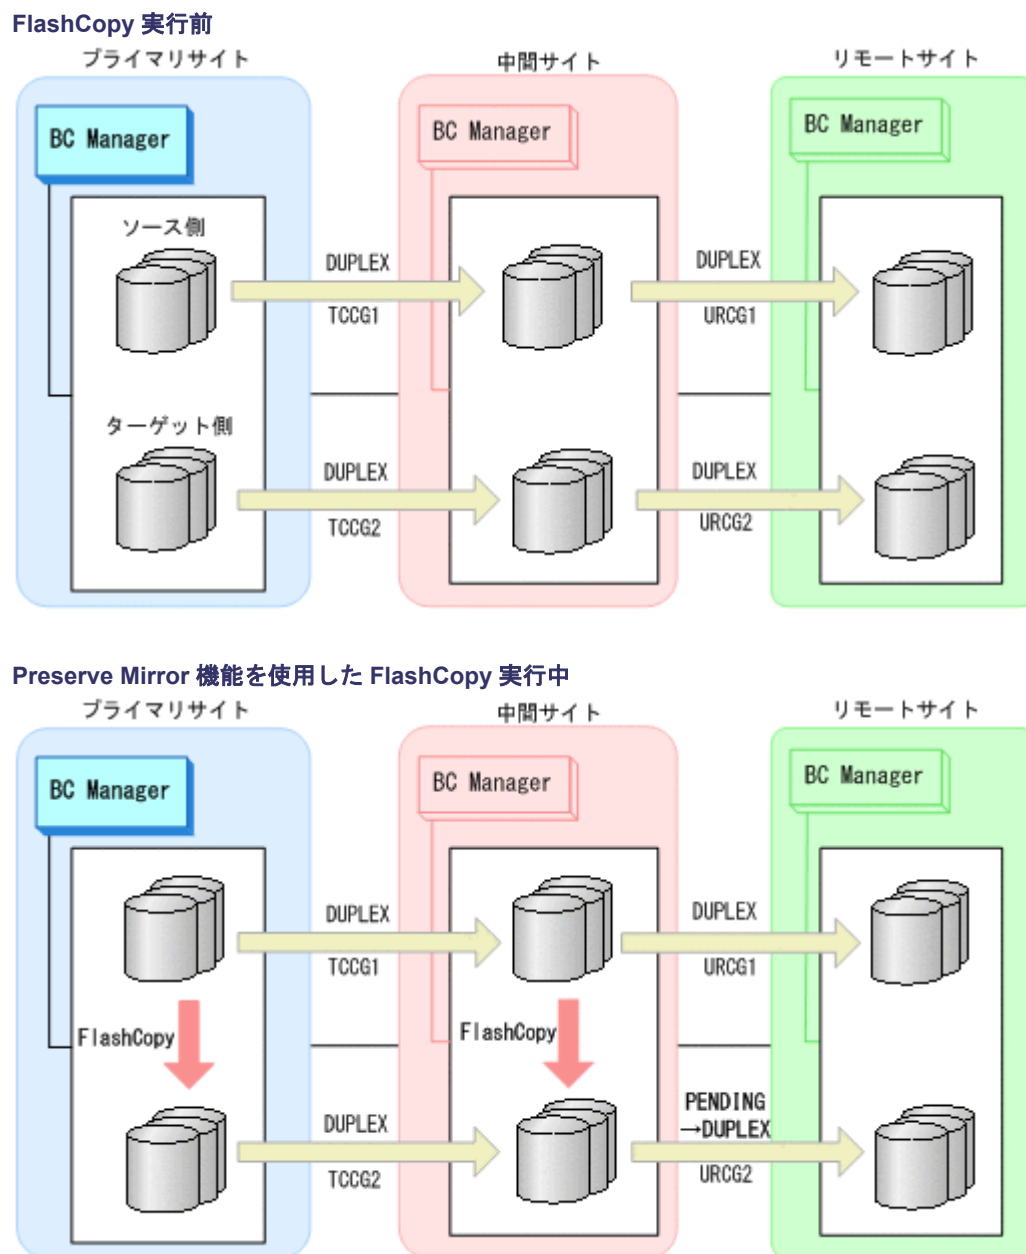 FlashCopy 実行前
プライマリサイト
中間サイト
リモートサイト
BC Manager
BC Manager
BC Manager
ソース側
DUPLEX
DUPLEX
TCCG1
URCG1
ターゲット側
DUPLEX
DUPLEX
TCCG2
URCG2
Preserve Mirror 機能を使用した FlashCopy 実行中
プライマリサイト
中間サイト
リモートサイト
BC Manager
BC Manager
BC Manager
DUPLEX
DUPLEX
TCCG1
URCG1
FlashCopy
FlashCopy
DUPLEX
PENDING
→DUPLEX
TCCG2
URCG2